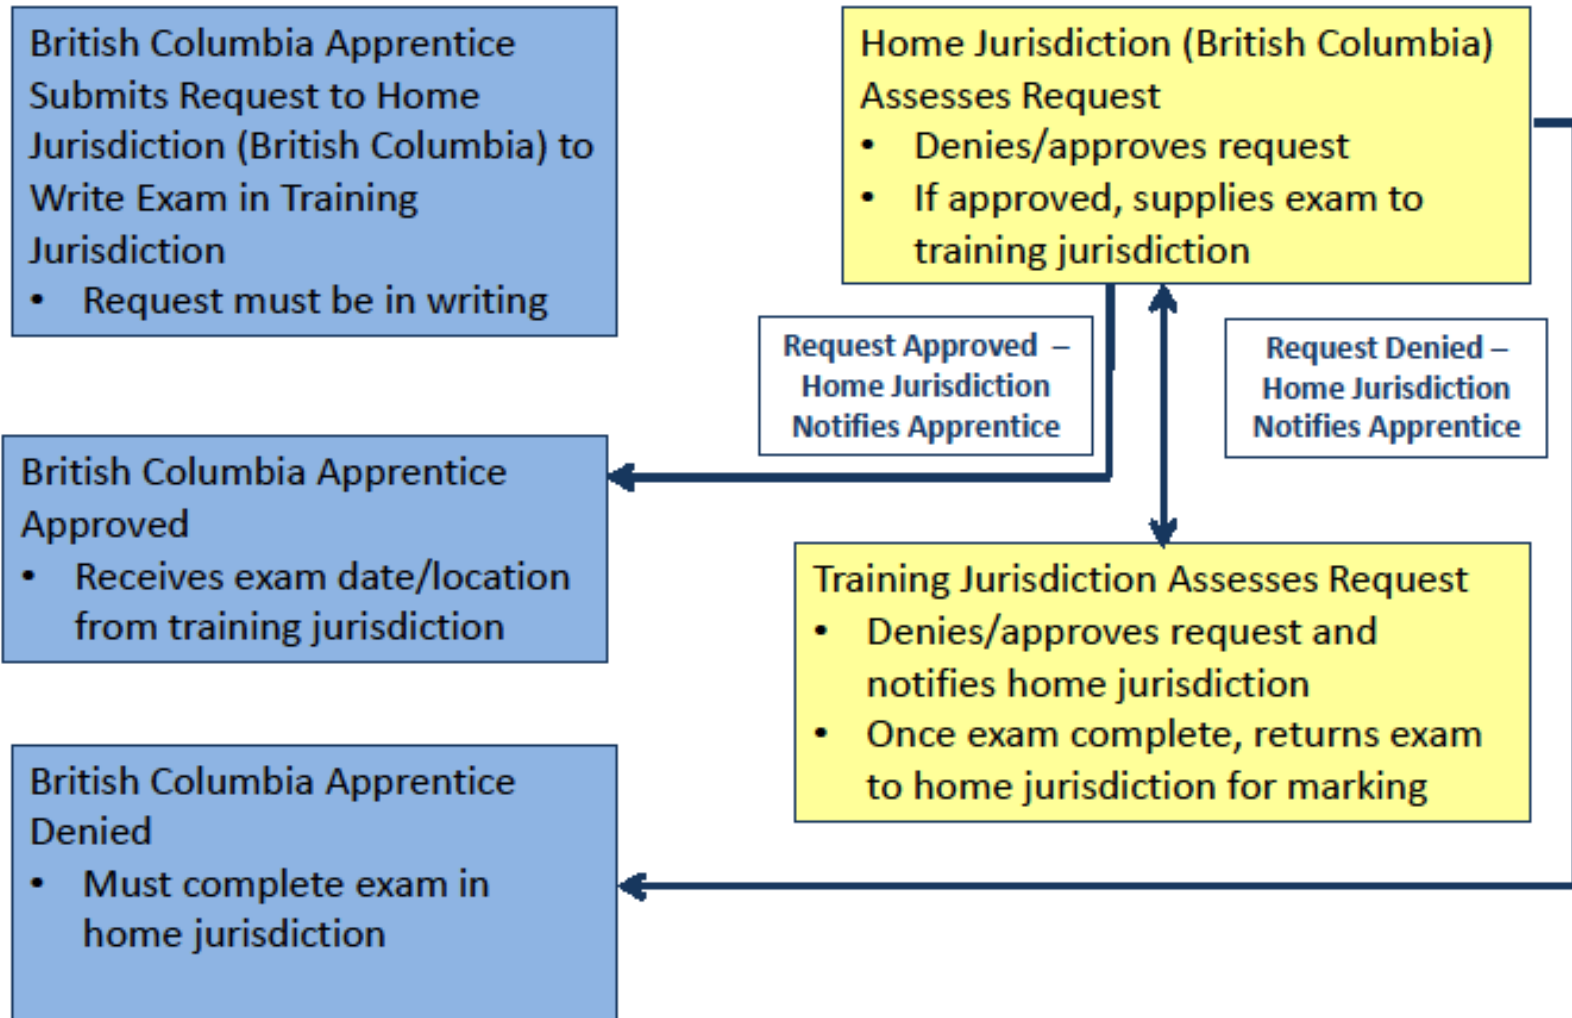 British Columbia Apprentice
Submits Request to Home
Jurisdiction (British Columbia) to
Write Exam in Training
Jurisdiction
• Request must be in writing
Home Jurisdiction (British Columbia)
Assesses Request
• Denies/approves request
• If approved, supplies exam to
training jurisdiction
Request Approved –
Home Jurisdiction
Notifies Apprentice
Request Denied –
Home Jurisdiction
Notifies Apprentice
British Columbia Apprentice
Approved
• Receives exam date/location
from training jurisdiction
Training Jurisdiction Assesses Request
• Denies/approves request and
notifies home jurisdiction
• Once exam complete, returns exam
to home jurisdiction for marking
British Columbia Apprentice
Denied
• Must complete exam in
home jurisdiction